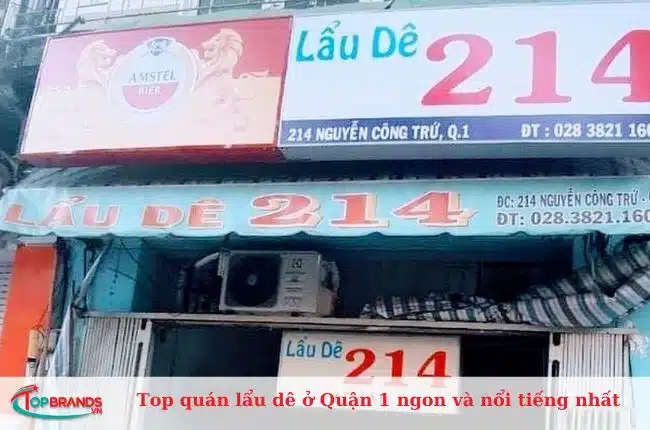 AMSTEL
BIER
Lẩu Dê 214
214 NGUYỄN CÔNG TRỨ, Q.1 ĐT : 028 3821 160
LẨU DÊ 214
ĐC: 214 NGUYỄN CÔNG TRỨ -
ĐT: 028.3821.160
Lẩu Dê 214
TOPBRANDS
.VN
Top quán lẩu dê ở Quận 1 ngon và nổi tiếng nhất